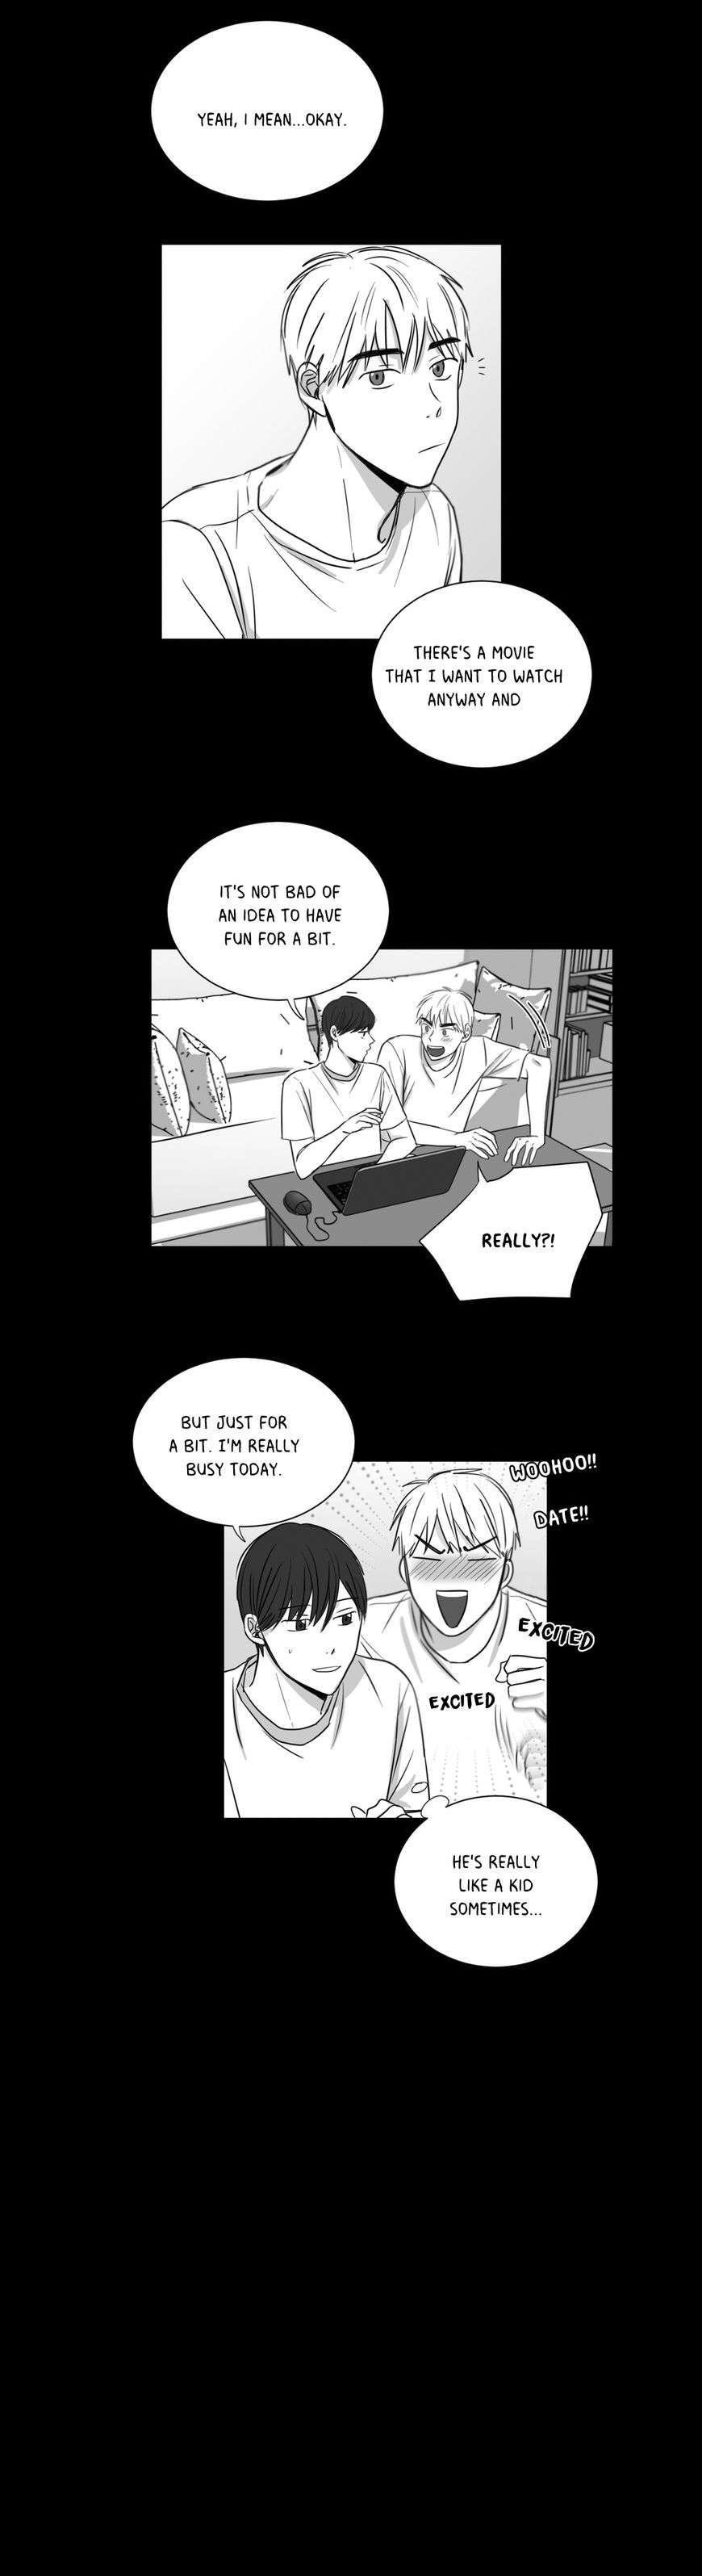 YEAH, I MEAN...OKAY.
THERE'S A MOVIE
THAT I WANT TO WATCH
ANYWAY AND
IT'S NOT BAD OF
AN IDEA TO HAVE
FUN FOR A BIT.
REALLY?!
BUT JUST FOR
A BIT. I'M REALLY
BUSY TODAY.
WOOHOO!!
DATE!!
EXCITED
EXCITED
HE'S REALLY
LIKE A KID
SOMETIMES...